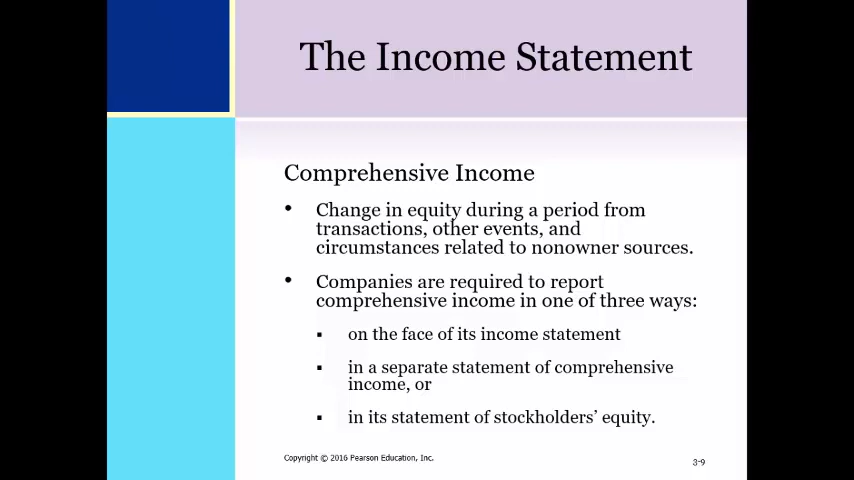 The Income Statement
Comprehensive Income
• Change in equity during a period from
transactions, other events, and
circumstances related to nonowner sources.
• Companies are required to report
comprehensive income in one of three ways:
▪ on the face of its income statement
▪ in a separate statement of comprehensive
income, or
▪ in its statement of stockholders’ equity.
Copyright © 2016 Pearson Education, Inc.
3-9